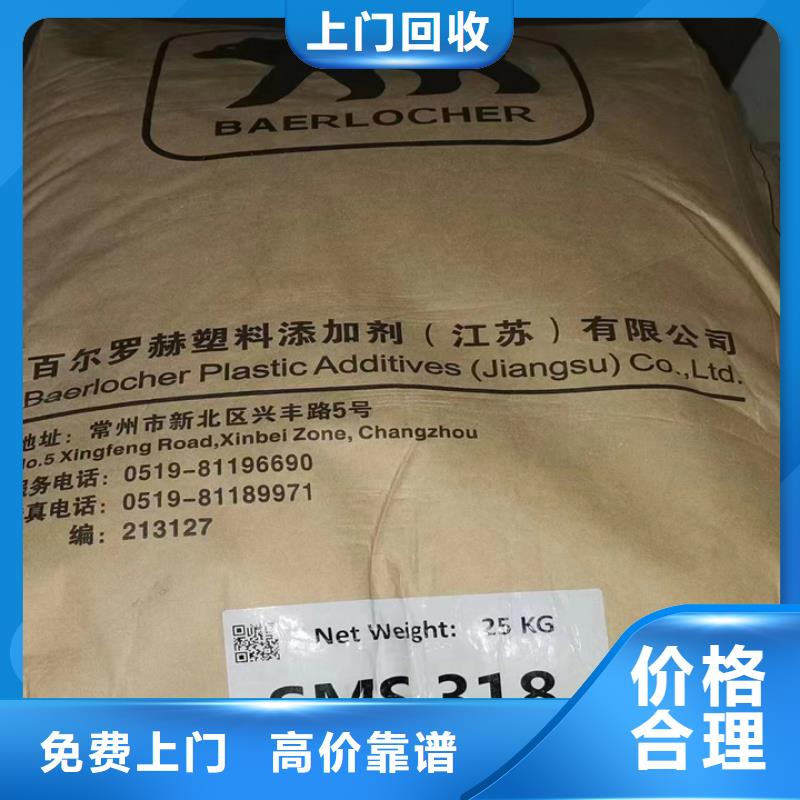 上门回收
BAERLOCHER
百尔罗赫塑料添加剂（江苏）有限公司
Baerlocher Plastic Additives (Jiangsu) Co.,Ltd.
地址：常州市新北区兴丰路5号
No.5 Xingfeng Road,Xinbei Zone, Changzhou
服务电话：0519-81196690
传真电话：0519-81189971
编：213127
Net Weight: 25 KG
318
价格
合理
免费上门 高价靠谱